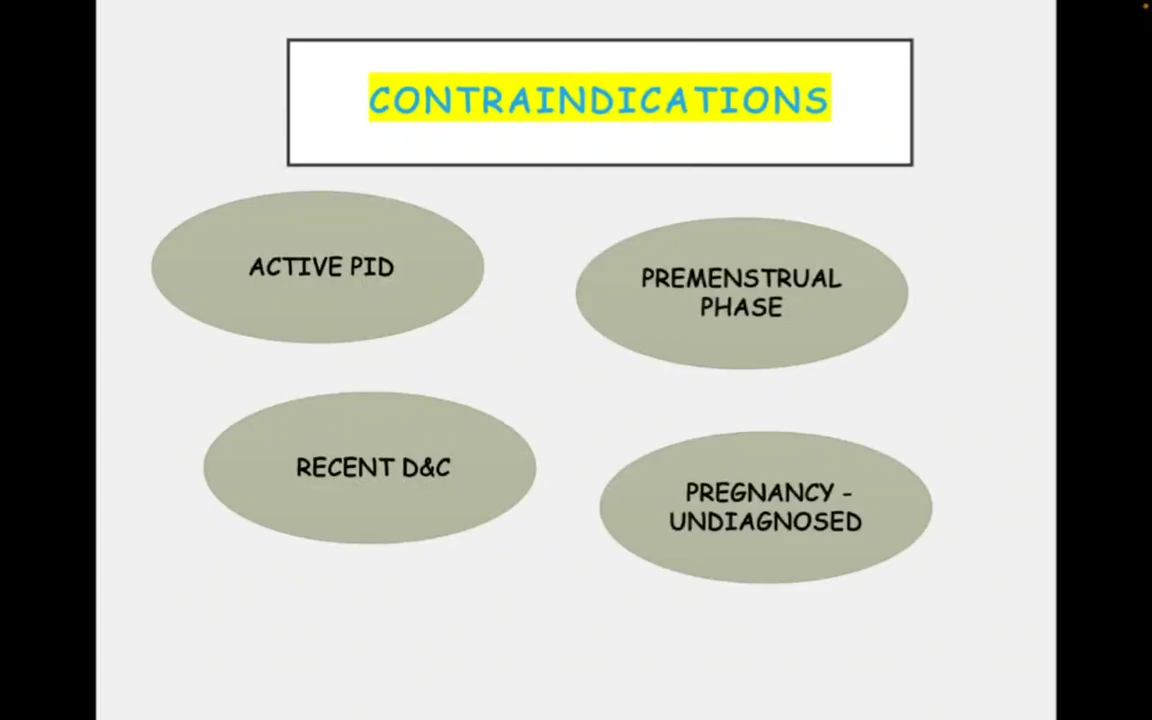 CONTRAINDICATIONS
ACTIVE PID
PREMENSTRUAL
PHASE
RECENT D&C
PREGNANCY -
UNDIAGNOSED